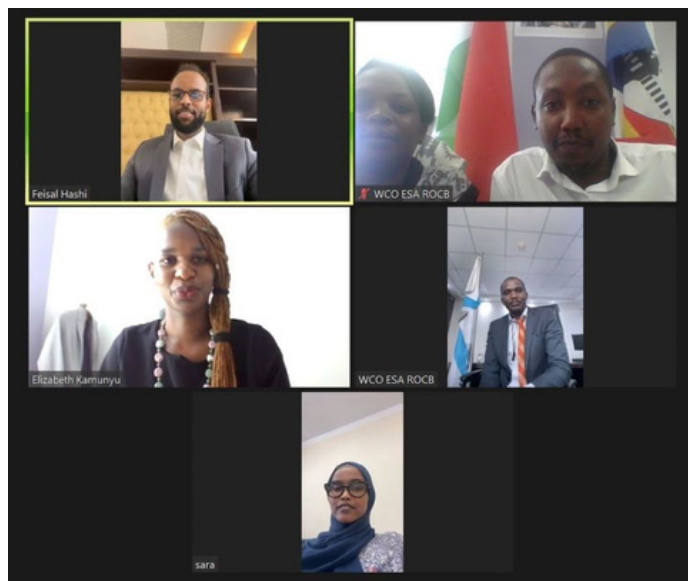 Feisal Hashi
WCO ESA ROCB
Elizabeth Kamunyu
WCO ESA ROCB
sara